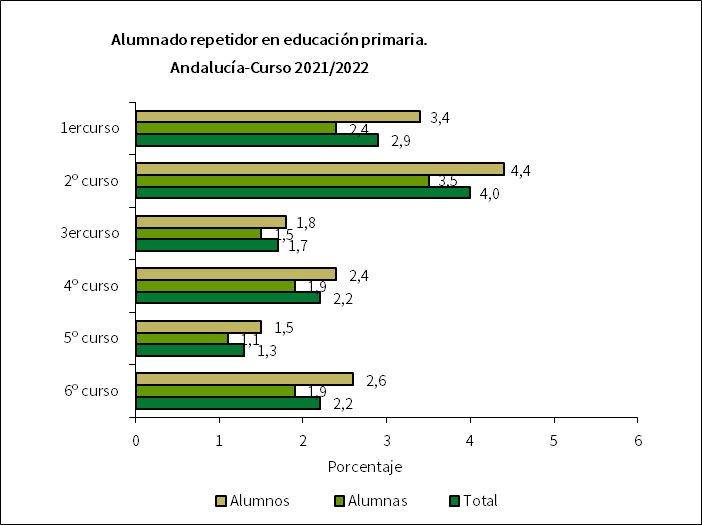 Alumnado repetidor en educación primaria.
Andalucía-Curso 2021/2022
1ercurso
3,4
2,4
2,9
2º curso
4,4
3,5
4,0
3ercurso
1,8
1,5
1,7
4º curso
2,4
1,9
2,2
5º curso
1,5
1,1
1,3
6º curso
2,6
1,9
2,2
0 1 2 3 4 5 6
Porcentaje
Alumnos Alumnas Total